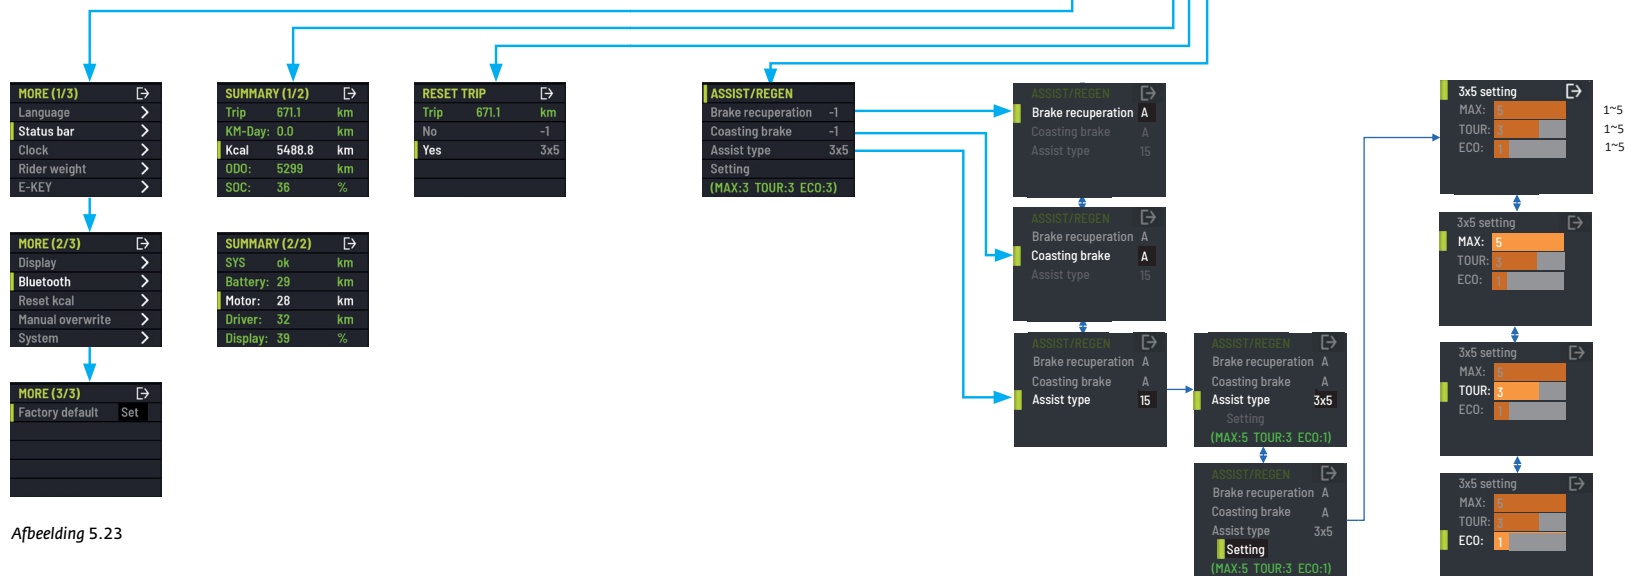 MORE (1/3)
Language
Status bar
Clock
Rider weight
E-KEY
MORE (2/3)
Display
Bluetooth
Reset kcal
Manual overwrite
System
MORE (3/3)
Factory default Set
SUMMARY (1/2)
Trip 671.1 km
KM-Day: 0.0 km
Kcal 5488.8 km
ODO: 5299 km
SOC: 36 %
SUMMARY (2/2)
SYS ok km
Battery: 29 km
Motor: 28 km
Driver: 32 km
Display: 39 %
RESET TRIP
Trip 671.1 km
No -1
Yes 3x5
ASSIST/REGEN
Brake recuperation -1
Coasting brake -1
Assist type 3x5
Setting
(MAX:3 TOUR:3 ECO:3)
ASSIST/REGEN
Brake recuperation A
Coasting brake A
Assist type 15
ASSIST/REGEN
Brake recuperation A
Coasting brake A
Assist type 15
ASSIST/REGEN
Brake recuperation A
Coasting brake A
Assist type 15
ASSIST/REGEN
Brake recuperation A
Coasting brake A
Assist type 3x5
Setting
(MAX:5 TOUR:3 ECO:1)
ASSIST/REGEN
Brake recuperation A
Coasting brake A
Assist type 3x5
Setting
(MAX:5 TOUR:3 ECO:1)
3x5 setting
MAX: 5 1~5
TOUR: 3 1~5
ECO: 1 1~5
3x5 setting
MAX: 5
TOUR: 3
ECO: 1
3x5 setting
MAX: 5
TOUR: 3
ECO: 1
3x5 setting
MAX: 5
TOUR: 3
ECO: 1
Afbeelding 5.23